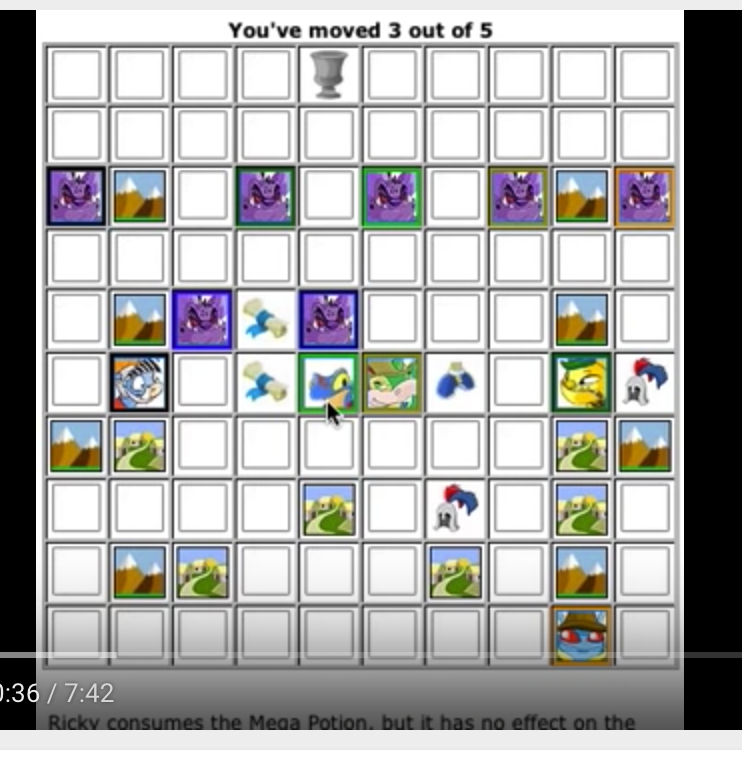 You've moved 3 out of 5
0:36 / 7:42
Ricky consumes the Mega Potion, but it has no effect on the